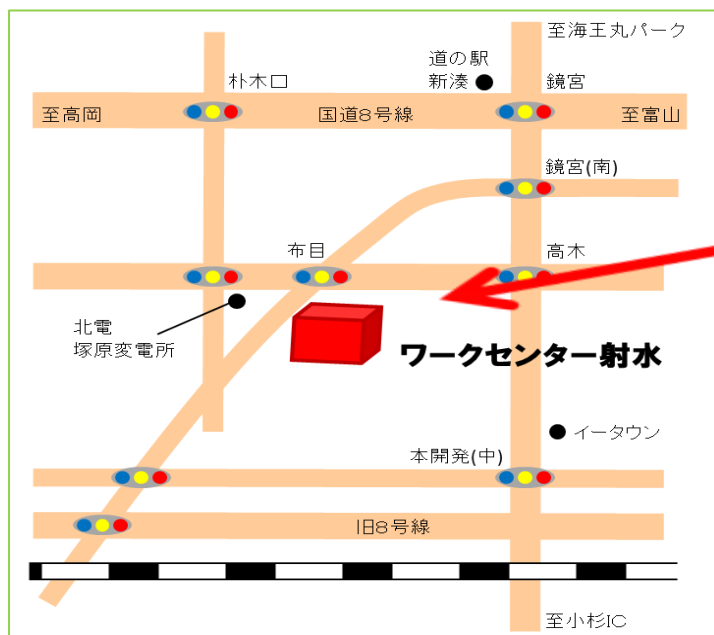 至海王丸パーク
道の駅
新湊
鏡宮
朴木口
至高岡
国道8号線
至富山
鏡宮(南)
布目
高木
北電
塚原変電所
ワークセンター射水
イータウン
本開発(中)
旧8号線
至小杉IC